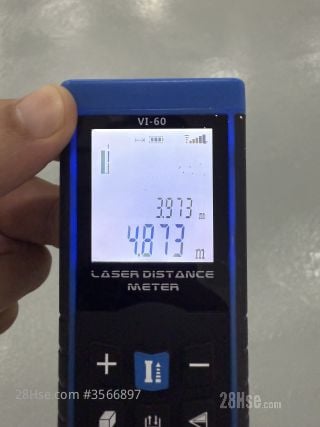 VI-60
3.973 m
4.873 m
LASER DISTANCE
METER
28Hse.com #3566897
28Hse.com